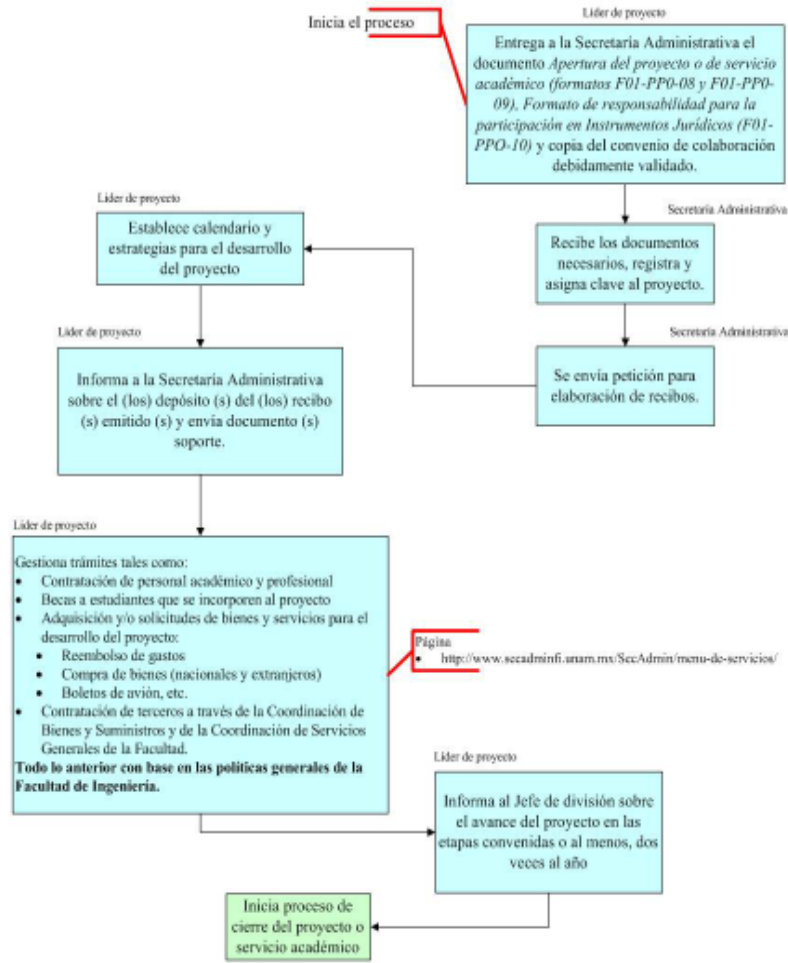 Inicia el proceso
Líder de proyecto
Entrega a la Secretaría Administrativa el
documento Apertura del proyecto o de servicio
académico (formatos F01-PP0-08 y F01-PP0-
09), Formato de responsabilidad para la
participación en Instrumentos Jurídicos (F01-
PPO-10) y copia del convenio de colaboración
debidamente validado.
Secretaría Administrativa
Recibe los documentos
necesarios, registra y
asigna clave al proyecto.
Secretaría Administrativa
Se envía petición para
elaboración de recibos.
Líder de proyecto
Establece calendario y
estrategias para el desarrollo
del proyecto
Líder de proyecto
Informa a la Secretaría Administrativa
sobre el (los) depósito (s) del (los) recibo
(s) emitido (s) y envía documento (s)
soporte.
Líder de proyecto
Gestiona trámites tales como:
• Contratación de personal académico y profesional
• Becas a estudiantes que se incorporen al proyecto
• Adquisición y/o solicitudes de bienes y servicios para el
desarrollo del proyecto:
• Reembolso de gastos
• Compra de bienes (nacionales y extranjeros)
• Boletos de avión, etc.
• Contratación de terceros a través de la Coordinación de
Bienes y Suministros y de la Coordinación de Servicios
Generales de la Facultad.
Todo lo anterior con base en las políticas generales de la
Facultad de Ingeniería.
Página
• http://www.secadminfi.unam.mx/SecAdmin/menu-de-servicios/
Líder de proyecto
Informa al Jefe de división sobre
el avance del proyecto en las
etapas convenidas o al menos, dos
veces al año
Inicia proceso de
cierre del proyecto o
servicio académico